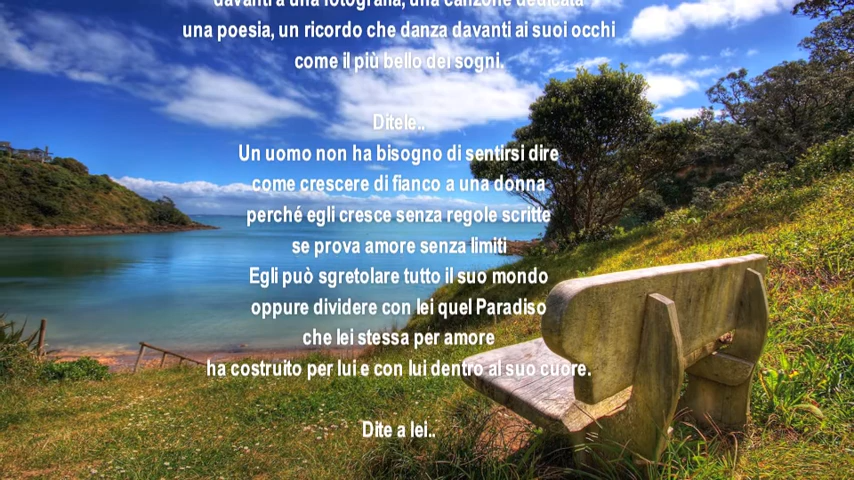 davanti a una fotografia, una canzone dedicata
una poesia, un ricordo che danza davanti ai suoi occhi
come il più bello dei sogni.
Ditele..
Un uomo non ha bisogno di sentirsi dire
come crescere di fianco a una donna
perché egli cresce senza regole scritte
se prova amore senza limiti
Egli può sgretolare tutto il suo mondo
oppure dividere con lei quel Paradiso
che lei stessa per amore
ha costruito per lui e con lui dentro al suo cuore.
Dite a lei..